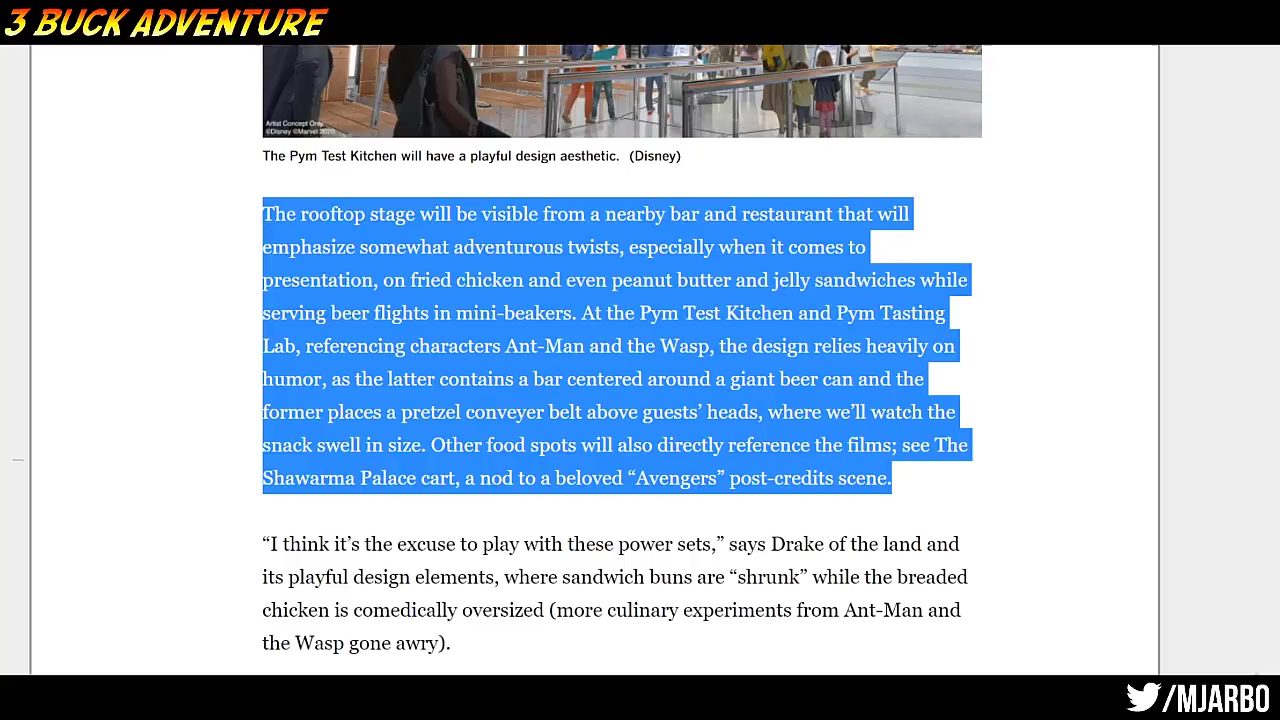 3 BUCK ADVENTURE
Artist Concept Only
©Disney ©Marvel 2020
The Pym Test Kitchen will have a playful design aesthetic. (Disney)
The rooftop stage will be visible from a nearby bar and restaurant that will
emphasize somewhat adventurous twists, especially when it comes to
presentation, on fried chicken and even peanut butter and jelly sandwiches while
serving beer flights in mini-beakers. At the Pym Test Kitchen and Pym Tasting
Lab, referencing characters Ant-Man and the Wasp, the design relies heavily on
humor, as the latter contains a bar centered around a giant beer can and the
former places a pretzel conveyer belt above guests’ heads, where we’ll watch the
snack swell in size. Other food spots will also directly reference the films; see The
Shawarma Palace cart, a nod to a beloved “Avengers” post-credits scene.
“I think it’s the excuse to play with these power sets,” says Drake of the land and
its playful design elements, where sandwich buns are “shrunk” while the breaded
chicken is comedically oversized (more culinary experiments from Ant-Man and
the Wasp gone awry).
/MJARBO